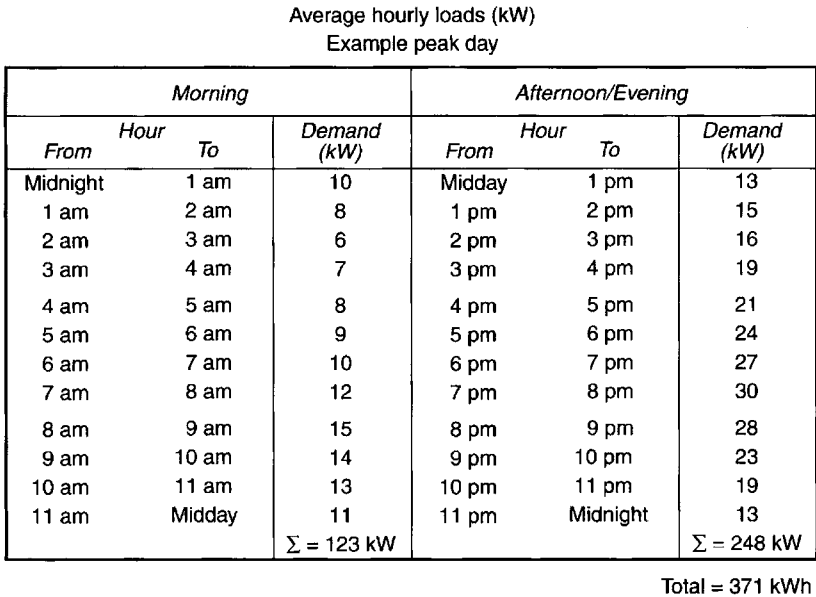 Average hourly loads (kW)
Example peak day
Morning Afternoon/Evening
Hour Demand Hour Demand
From To (kW) From To (kW)
Midnight 1 am 10 Midday 1 pm 13
1 am 2 am 8 1 pm 2 pm 15
2 am 3 am 6 2 pm 3 pm 16
3 am 4 am 7 3 pm 4 pm 19
4 am 5 am 8 4 pm 5 pm 21
5 am 6 am 9 5 pm 6 pm 24
6 am 7 am 10 6 pm 7 pm 27
7 am 8 am 12 7 pm 8 pm 30
8 am 9 am 15 8 pm 9 pm 28
9 am 10 am 14 9 pm 10 pm 23
10 am 11 am 13 10 pm 11 pm 19
11 am Midday 11 11 pm Midnight 13
Σ = 123 kW Σ = 248 kW
Total = 371 kWh